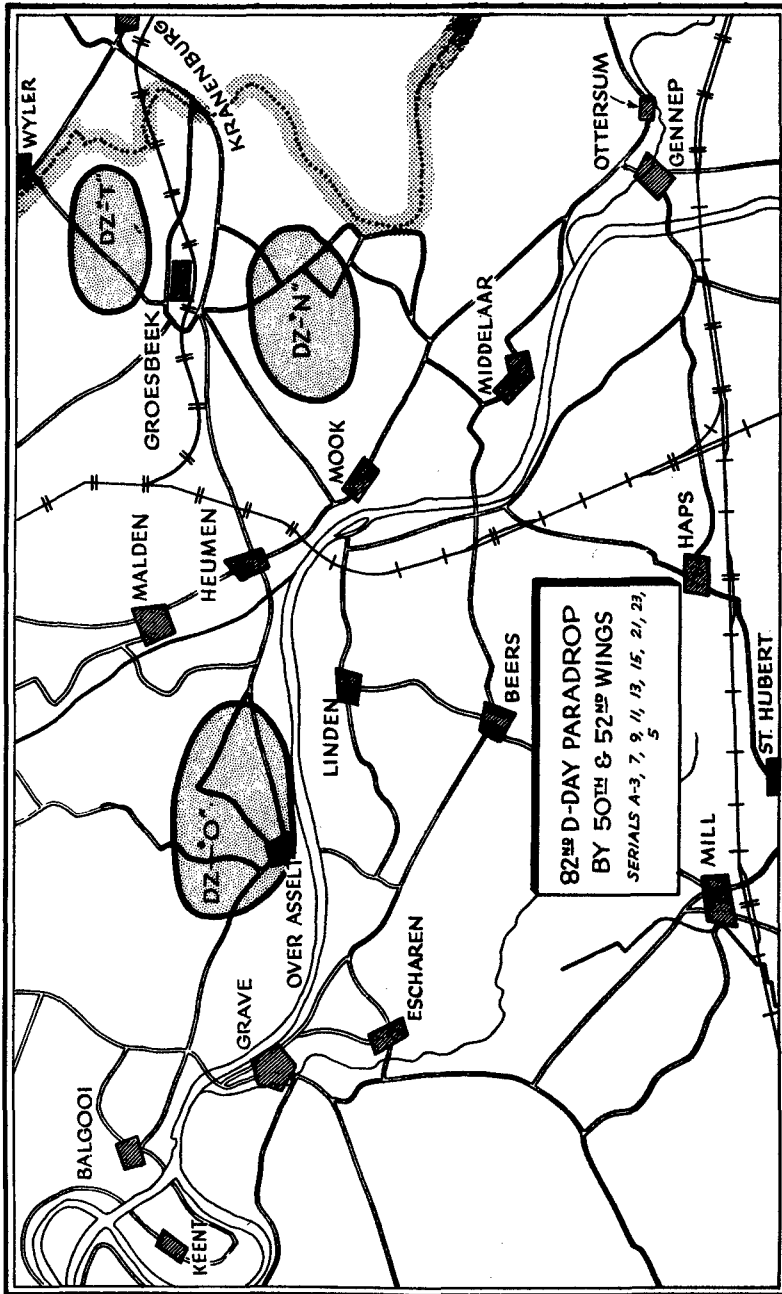 WYLER
KRANENBURG
DZ-"T"
GROESBEEK
DZ-"N"
OTTERSUM
GENNEP
MIDDELAAR
MOOK
MALDEN
HEUMEN
HAPS
ST. HUBERT
LINDEN
BEERS
DZ-"O"
OVER ASSELT
GRAVE
ESCHAREN
MILL
BALGOOI
KEENT
82ND D-DAY PARADROP
BY 50TH & 52ND WINGS
SERIALS A-3, 7, 9, 11, 13, 15, 21, 23,
5